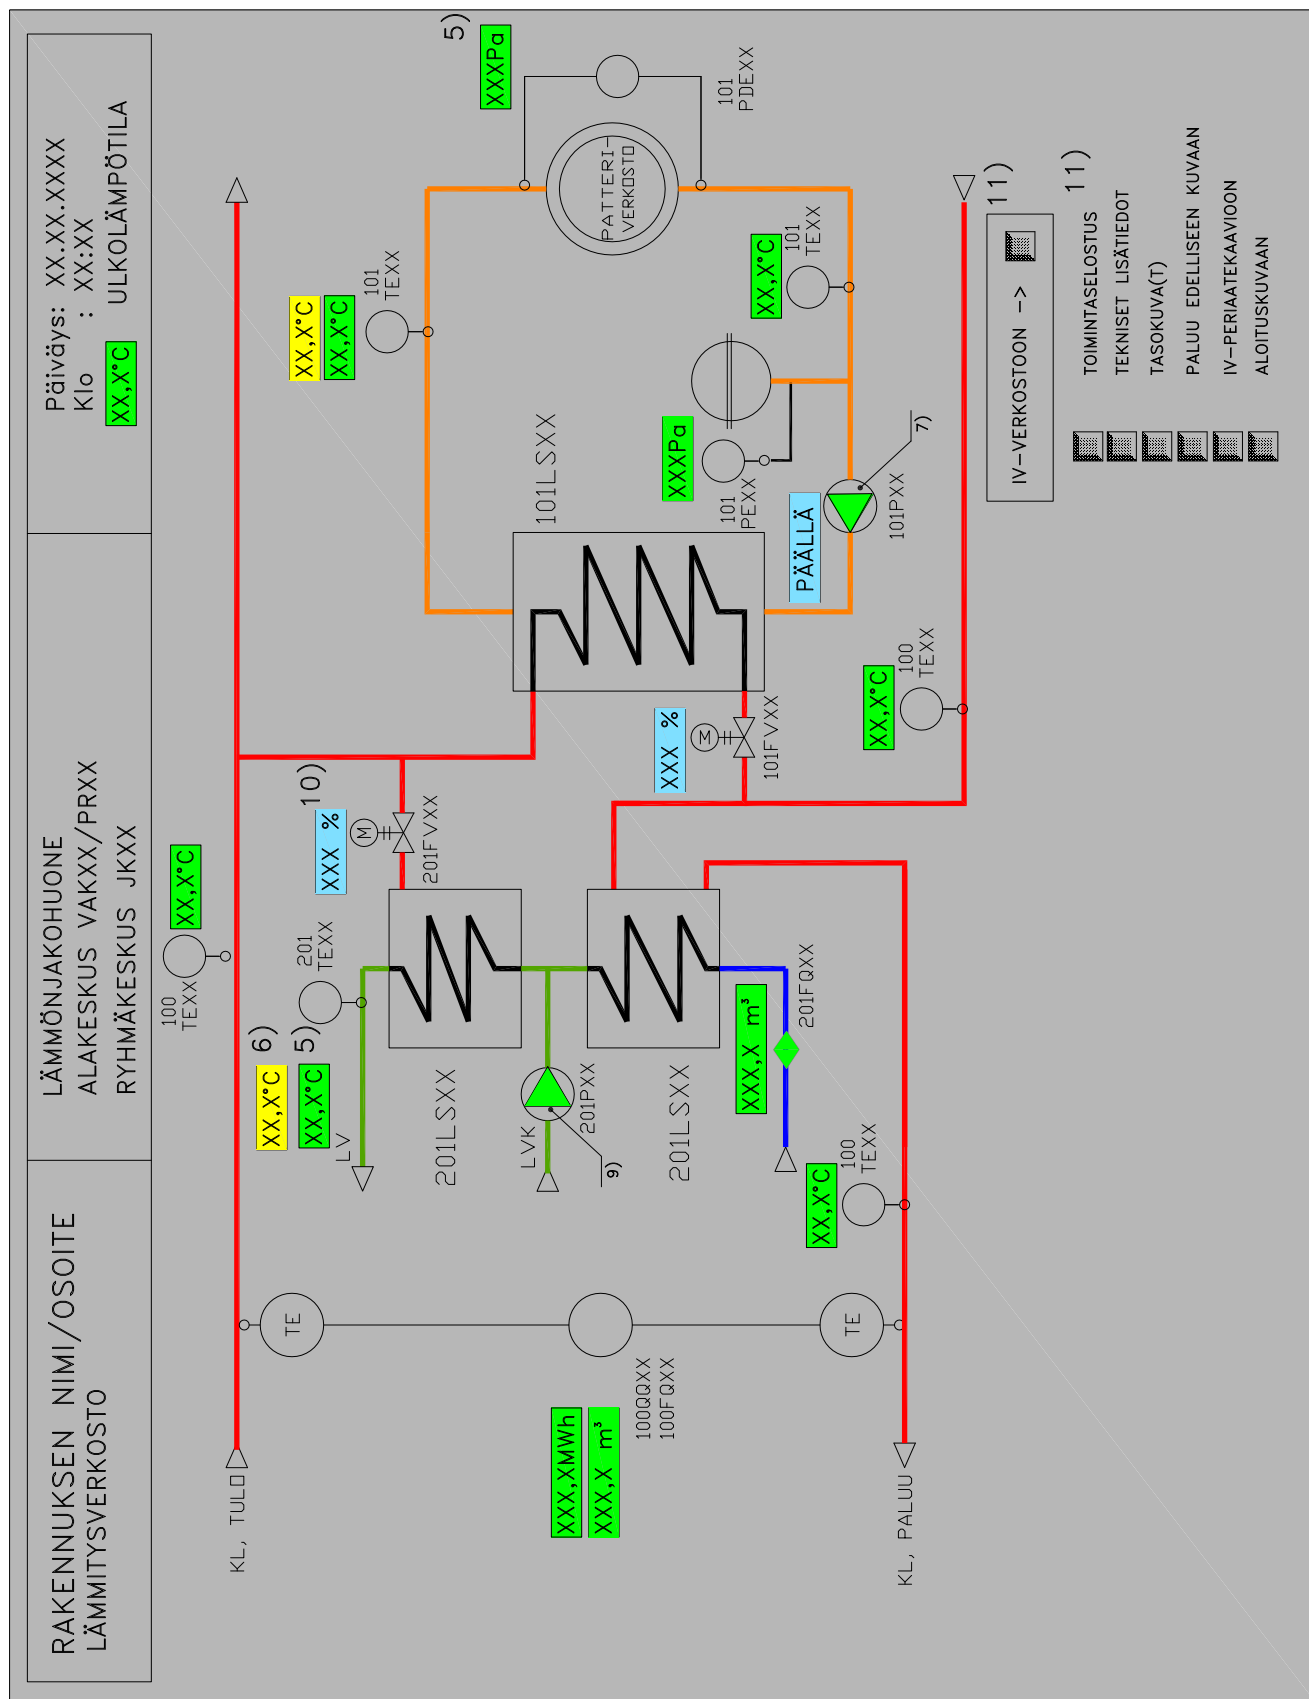 RAKENNUKSEN NIMI/OSOITE
LÄMMITYSVERKOSTO
LÄMMÖNJAKOHUONE
ALAKESKUS VAKXX/PRXX
RYHMÄKESKUS JKXX
Päiväys: XX.XX.XXXX
Klo : XX:XX
XX,X°C ULKOLÄMPÖTILA
KL, TULO
100
TEXX
XX,X°C
TE
XX,X°C 6)
XX,X°C 5)
LV
201
TEXX
XXX %
10)
M
201FVXX
XX,X°C
XX,X°C
101
TEXX
5)
XXXPa
201LSXX
LVK
201PXX
9)
101LSXX
PATTERI-
VERKOSTO
101
PDEXX
XXX,XMWh
XXX,X m³
100QQXX
100FQXX
201LSXX
XXX,X m³
201FQXX
XXX %
M
101FVXX
XXXPa
101
PEXX
PÄÄLLÄ
101PXX
7)
XX,X°C
101
TEXX
TE
XX,X°C
100
TEXX
XX,X°C
100
TEXX
KL, PALUU
IV-VERKOSTOON ->
11)
TOIMINTASELOSTUS 11)
TEKNISET LISÄTIEDOT
TASOKUVA(T)
PALUU EDELLISEEN KUVAAN
IV-PERIAATEKAAVIOON
ALOITUSKUVAAN